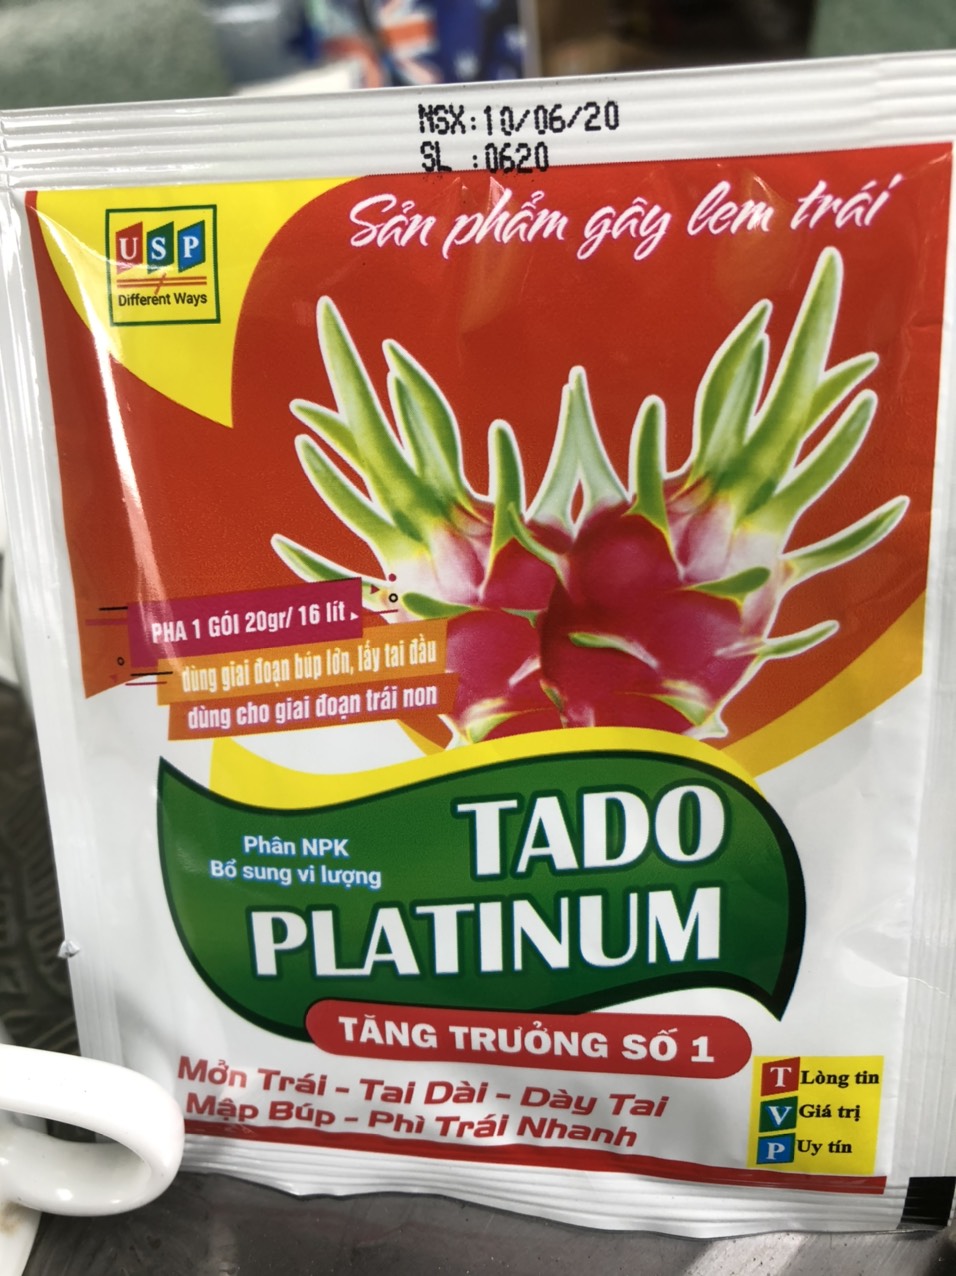 MSX:10/06/20
SL :0620
Sản phẩm gây lem trái
USP
Different Ways
PHA 1 GÓI 20gr/ 16 lít
dùng giai đoạn búp lớn, lấy tai đầu
dùng cho giai đoạn trái non
Phân NPK
Bổ sung vi lượng
TADO
PLATINUM
TĂNG TRƯỞNG SỐ 1
Mởn Trái - Tai Dài - Dày Tai
Mập Búp - Phì Trái Nhanh
T Lòng tin
V Giá trị
P Uy tín